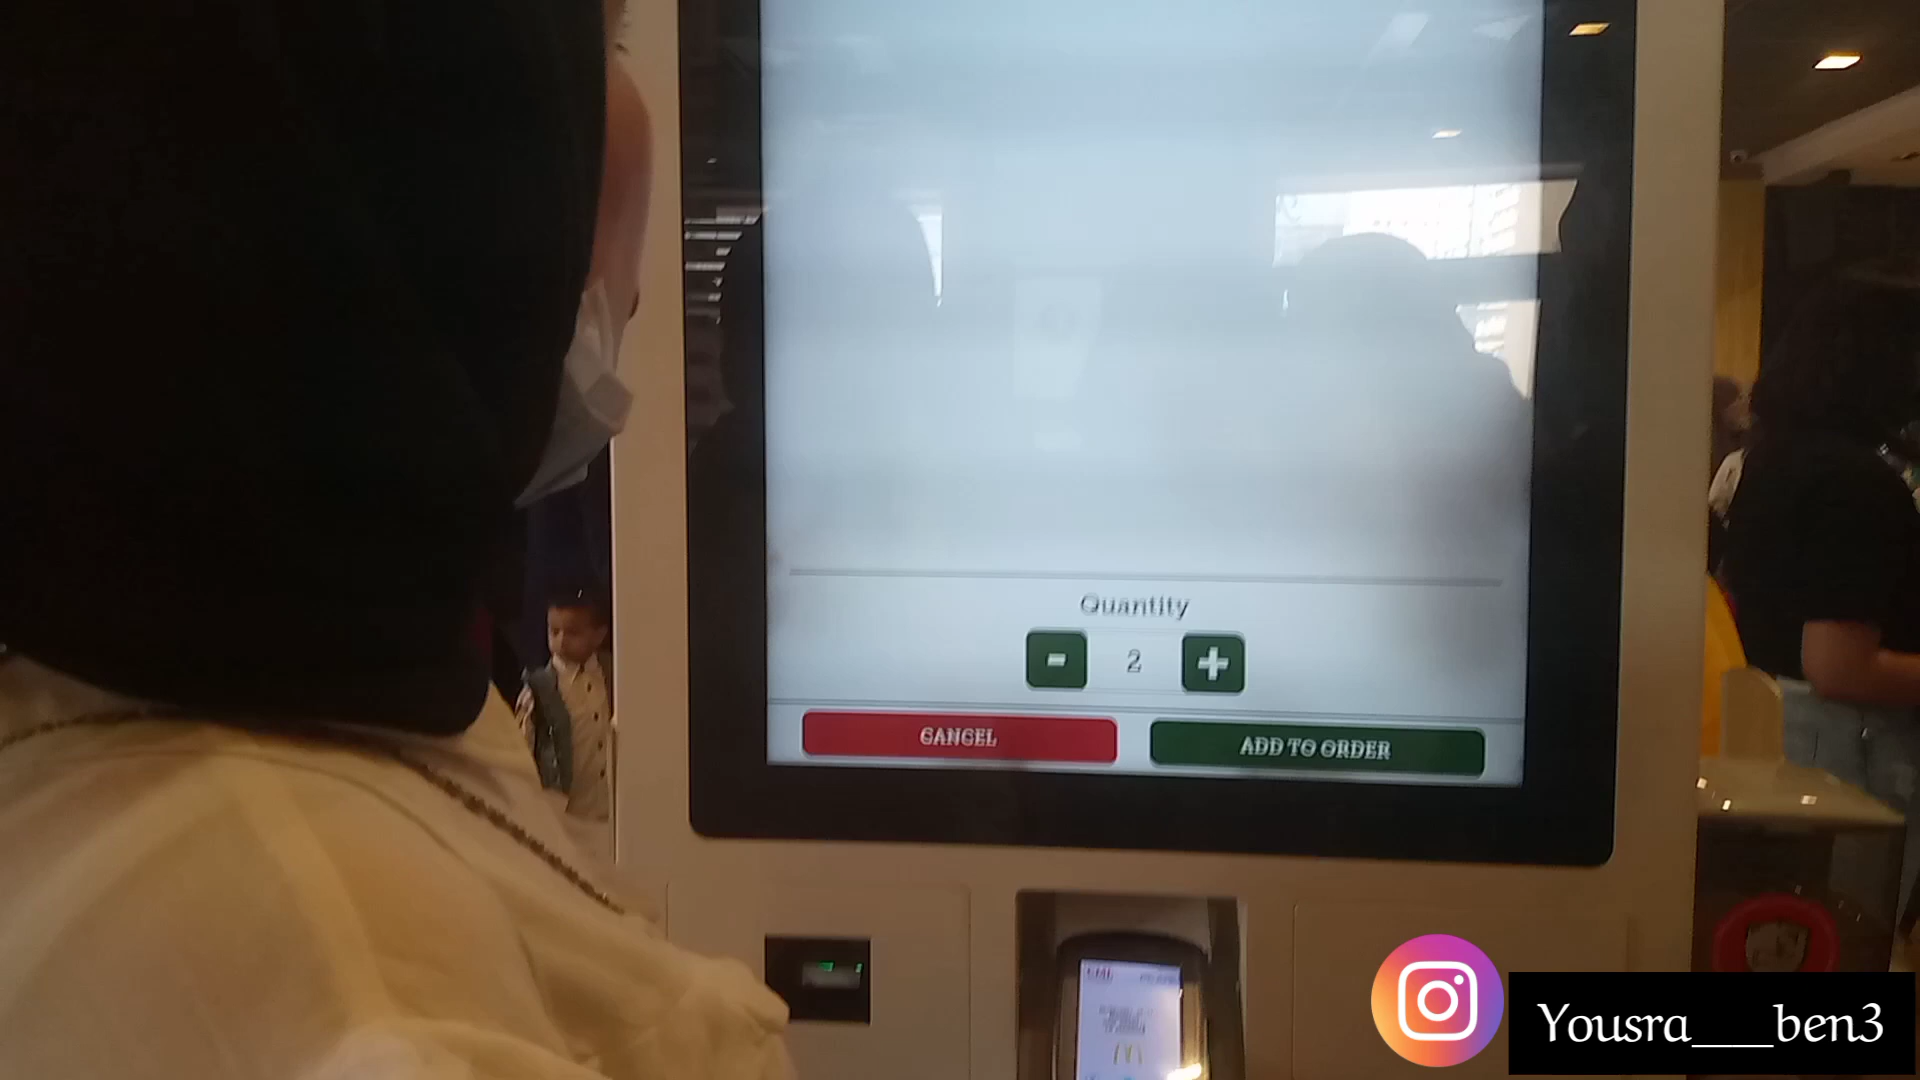 Quantity
- 2 +
CANCEL
ADD TO ORDER
Yousra___ben3